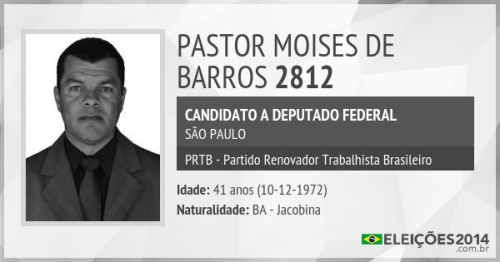 PASTOR MOISES DE
BARROS 2812
CANDIDATO A DEPUTADO FEDERAL
SÃO PAULO
PRTB - Partido Renovador Trabalhista Brasileiro
Idade: 41 anos (10-12-1972)
Naturalidade: BA - Jacobina
ELEIÇÕES2014
.com.br